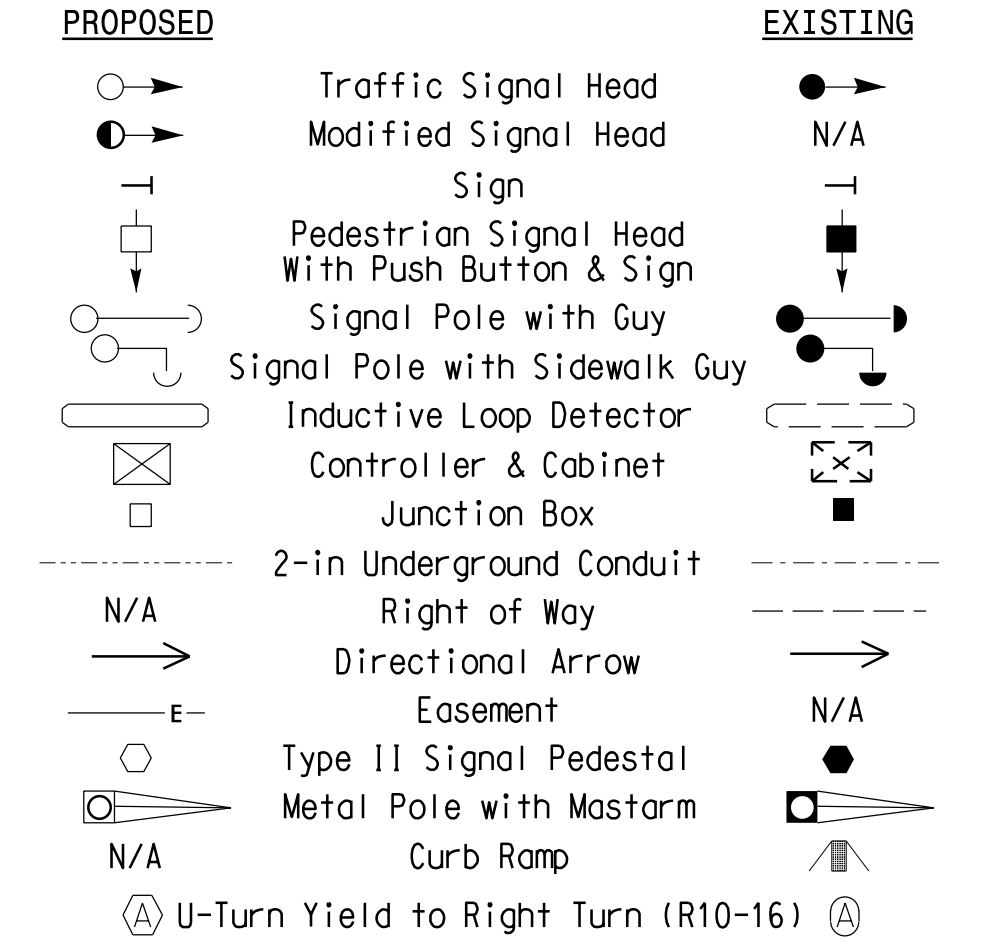 PROPOSED EXISTING
Traffic Signal Head
Modified Signal Head N/A
Sign
Pedestrian Signal Head
With Push Button & Sign
Signal Pole with Guy
Signal Pole with Sidewalk Guy
Inductive Loop Detector
Controller & Cabinet
Junction Box
2-in Underground Conduit
N/A Right of Way
Directional Arrow
E Easement N/A
Type II Signal Pedestal
Metal Pole with Mastarm
N/A Curb Ramp
A U-Turn Yield to Right Turn (R10-16) A